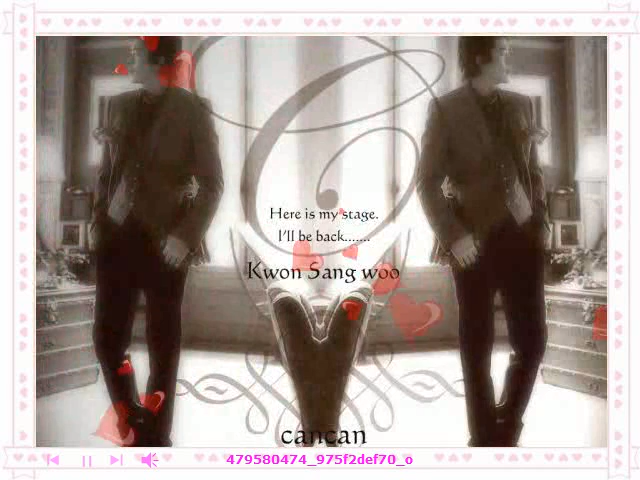 Here is my stage.
I'll be back.......
Kwon Sang woo
cancan
479580474_975f2def70_o